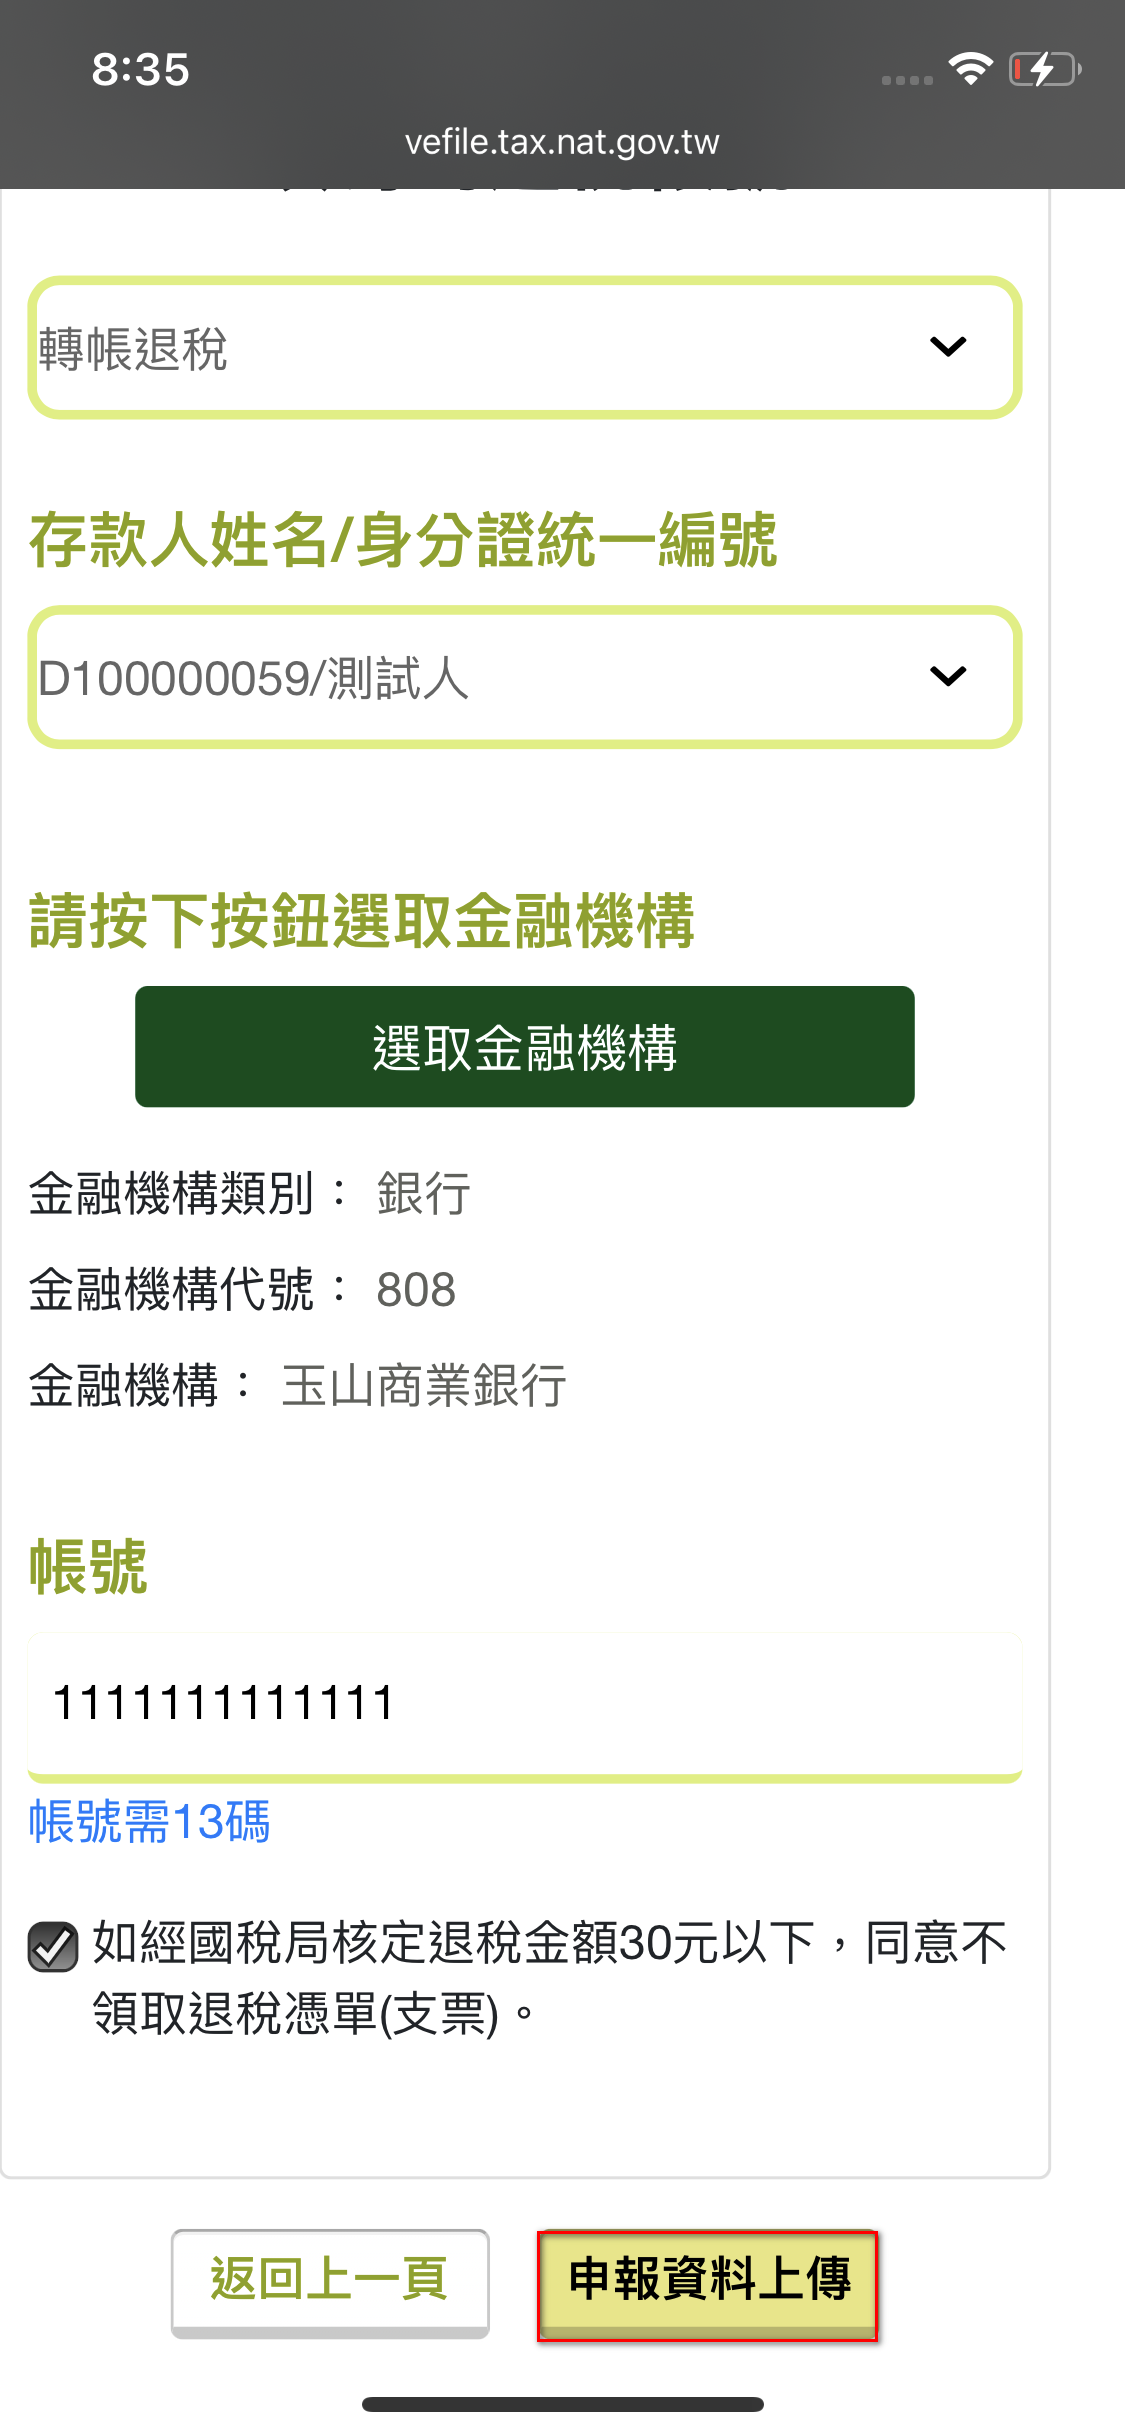 8:35
vefile.tax.nat.gov.tw
轉帳退稅
存款人姓名/身分證統一編號
D100000059/測試人
請按下按鈕選取金融機構
選取金融機構
金融機構類別： 銀行
金融機構代號： 808
金融機構： 玉山商業銀行
帳號
1111111111111
帳號需13碼
如經國稅局核定退稅金額30元以下，同意不
領取退稅憑單(支票)。
返回上一頁
申報資料上傳